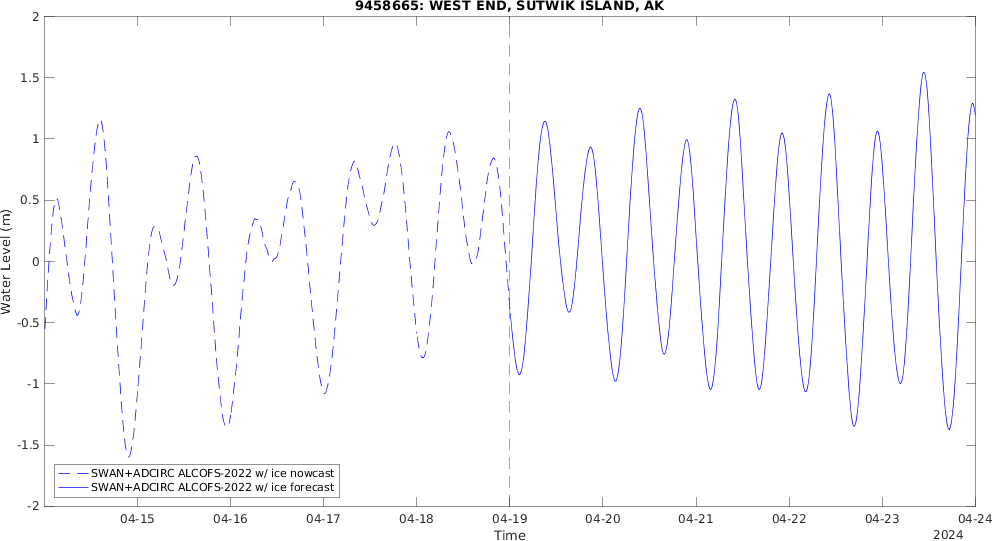 9458665: WEST END, SUTWIK ISLAND, AK
2
1.5
1
0.5
0
-0.5
-1
-1.5
-2
Water Level (m)
SWAN+ADCIRC ALCOFS-2022 w/ ice nowcast
SWAN+ADCIRC ALCOFS-2022 w/ ice forecast
04-15 04-16 04-17 04-18 04-19 04-20 04-21 04-22 04-23 04-24
Time
2024